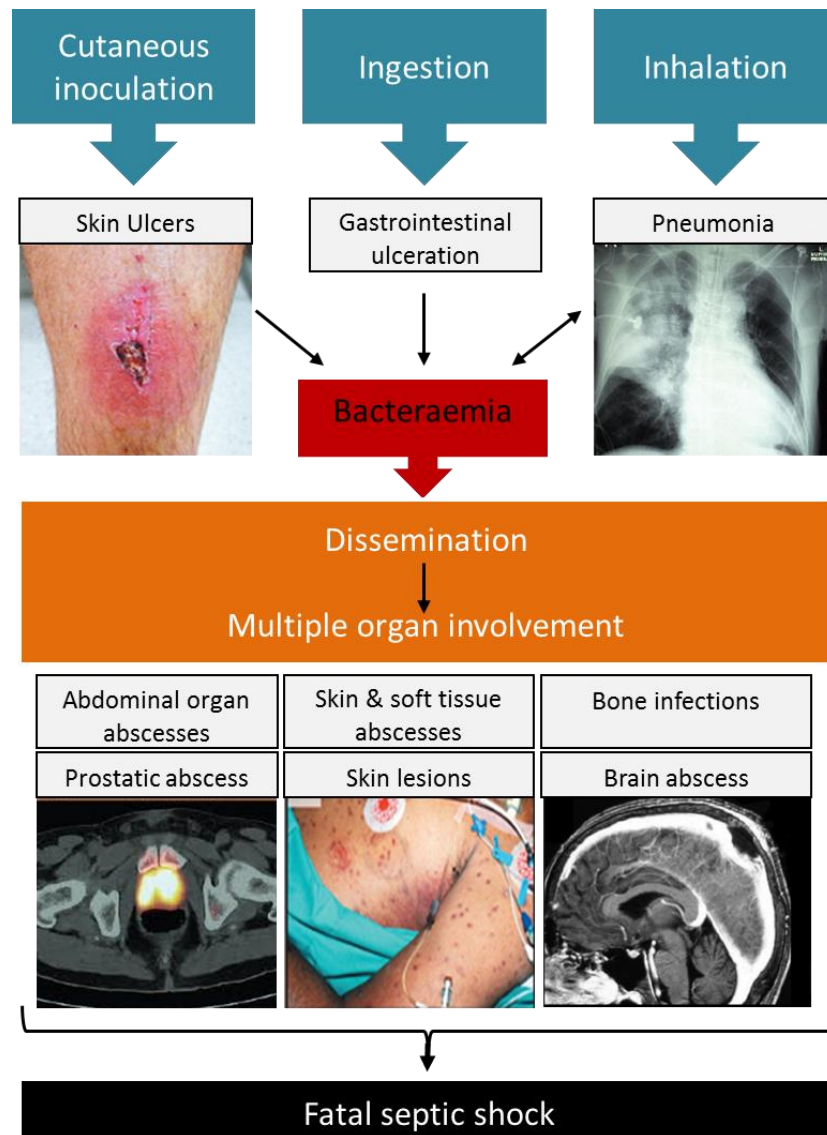 Cutaneous
inoculation
Ingestion
Inhalation
Skin Ulcers
Gastrointestinal
ulceration
Pneumonia
Bacteraemia
Dissemination
Multiple organ involvement
Abdominal organ
abscesses
Skin & soft tissue
abscesses
Bone infections
Prostatic abscess
Skin lesions
Brain abscess
Fatal septic shock